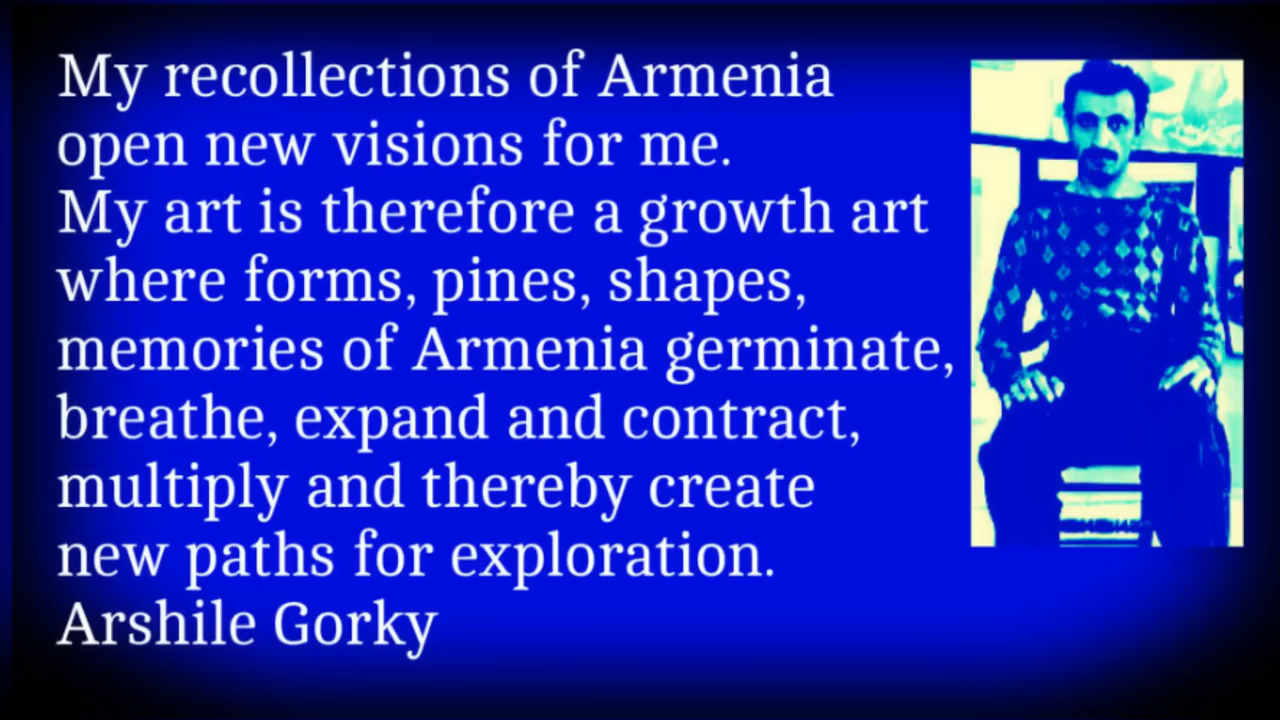 My recollections of Armenia
open new visions for me.
My art is therefore a growth art
where forms, pines, shapes,
memories of Armenia germinate,
breathe, expand and contract,
multiply and thereby create
new paths for exploration.
Arshile Gorky